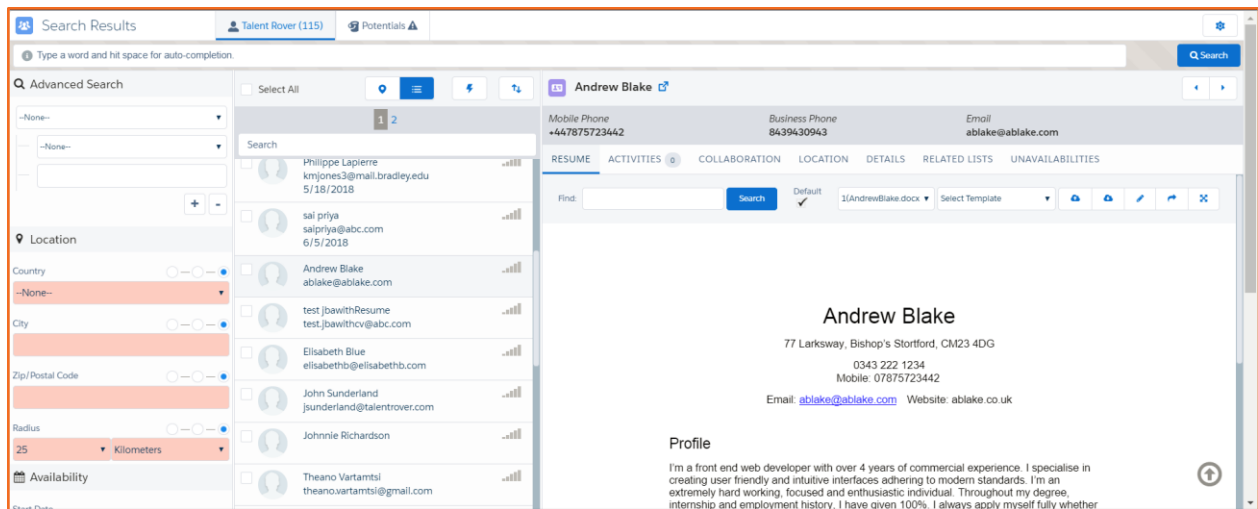 Search Results
Talent Rover (115)
Potentials
Type a word and hit space for auto-completion.
Search
Advanced Search
--None--
--None--
+ -
Location
Country
--None--
City
Zip/Postal Code
Radius
25 Kilometers
Availability
Start Date
Select All
1 2
Search
Philippe Lapierre
kmjones3@mail.bradley.edu
5/18/2018
sai priya
saipriya@abc.com
6/5/2018
Andrew Blake
ablake@ablake.com
test jbawithResume
test.jbawithcv@abc.com
Elisabeth Blue
elisabethb@elisabethb.com
John Sunderland
jsunderland@talentrover.com
Johnnie Richardson
Theano Vartamtsi
theano.vartamtsi@gmail.com
Andrew Blake
Mobile Phone Business Phone Email
+447875723442 8439430943 ablake@ablake.com
RESUME ACTIVITIES 0 COLLABORATION LOCATION DETAILS RELATED LISTS UNAVAILABILITIES
Find: Search Default 1(AndrewBlake.docx Select Template
Andrew Blake
77 Larksway, Bishop's Stortford, CM23 4DG
0343 222 1234
Mobile: 07875723442
Email: ablake@ablake.com Website: ablake.co.uk
Profile
I'm a front end web developer with over 4 years of commercial experience. I specialise in
creating user friendly and intuitive interfaces adhering to modern standards. I'm an
extremely hard working, focused and enthusiastic individual. Throughout my degree,
internship and employment history, I have given 100%. I always apply myself fully whether